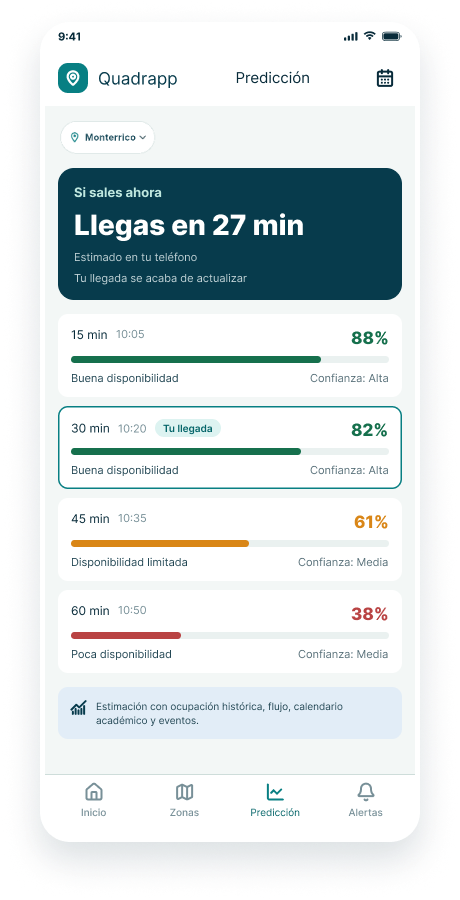 9:41
Quadrapp
Predicción
Monterrico
Si sales ahora
Llegas en 27 min
Estimado en tu teléfono
Tu llegada se acaba de actualizar
15 min 10:05
88%
Buena disponibilidad
Confianza: Alta
30 min 10:20 Tu llegada
82%
Buena disponibilidad
Confianza: Alta
45 min 10:35
61%
Disponibilidad limitada
Confianza: Media
60 min 10:50
38%
Poca disponibilidad
Confianza: Media
Estimación con ocupación histórica, flujo, calendario
académico y eventos.
Inicio
Zonas
Predicción
Alertas